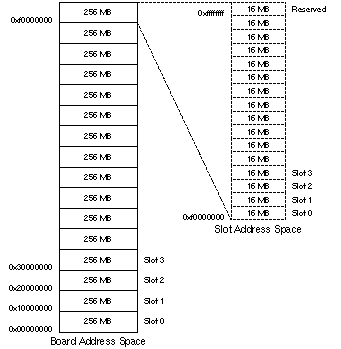 256 MB
0xf0000000
256 MB
256 MB
256 MB
256 MB
256 MB
256 MB
256 MB
256 MB
256 MB
256 MB
256 MB
256 MB Slot 3
0x30000000
256 MB Slot 2
0x20000000
256 MB Slot 1
0x10000000
256 MB Slot 0
0x00000000
Board Address Space
16 MB Reserved
0xffffffff
16 MB
16 MB
16 MB
16 MB
16 MB
16 MB
16 MB
16 MB
16 MB
16 MB
16 MB
16 MB Slot 3
16 MB Slot 2
16 MB Slot 1
16 MB Slot 0
0xf0000000
Slot Address Space